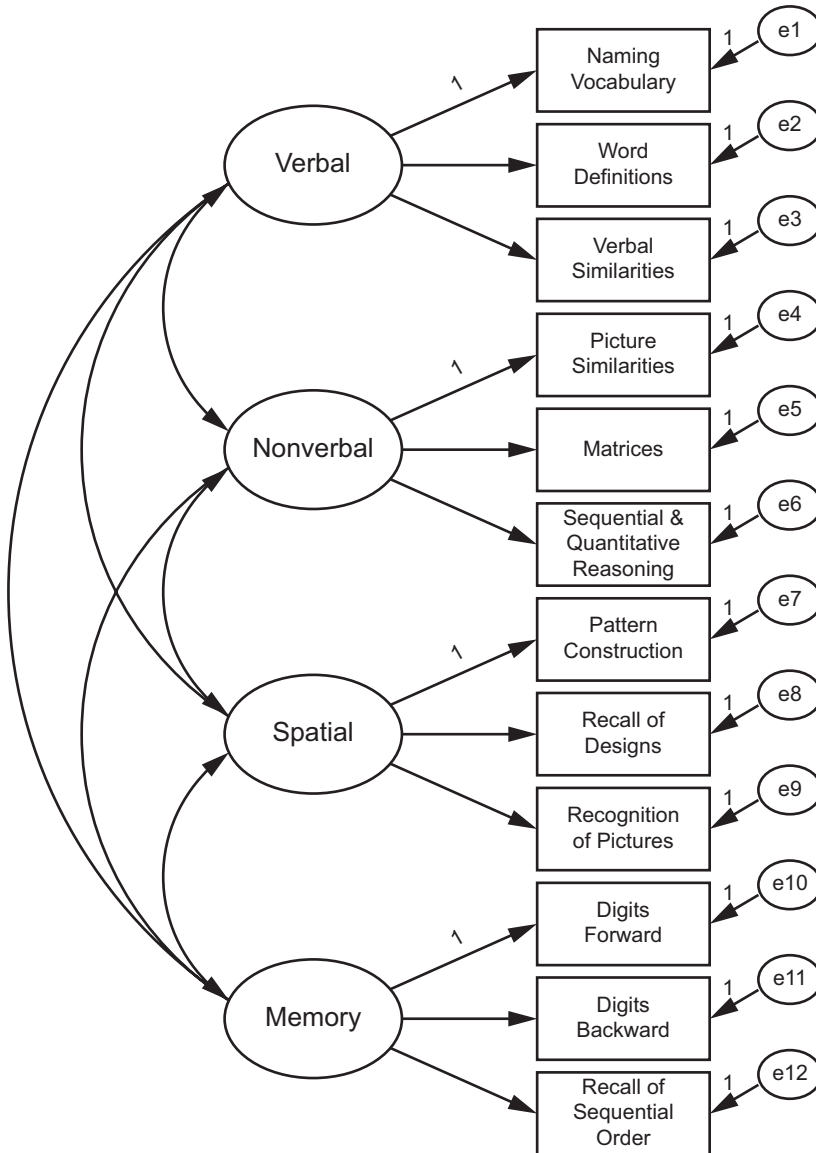 e1
1
Naming
Vocabulary
1
Verbal
e2
1
Word
Definitions
e3
1
Verbal
Similarities
e4
1
Picture
Similarities
1
Nonverbal
e5
1
Matrices
e6
1
Sequential &
Quantitative
Reasoning
e7
1
Pattern
Construction
1
Spatial
e8
1
Recall of
Designs
e9
1
Recognition
of Pictures
e10
1
Digits
Forward
1
Memory
e11
1
Digits
Backward
e12
1
Recall of
Sequential
Order